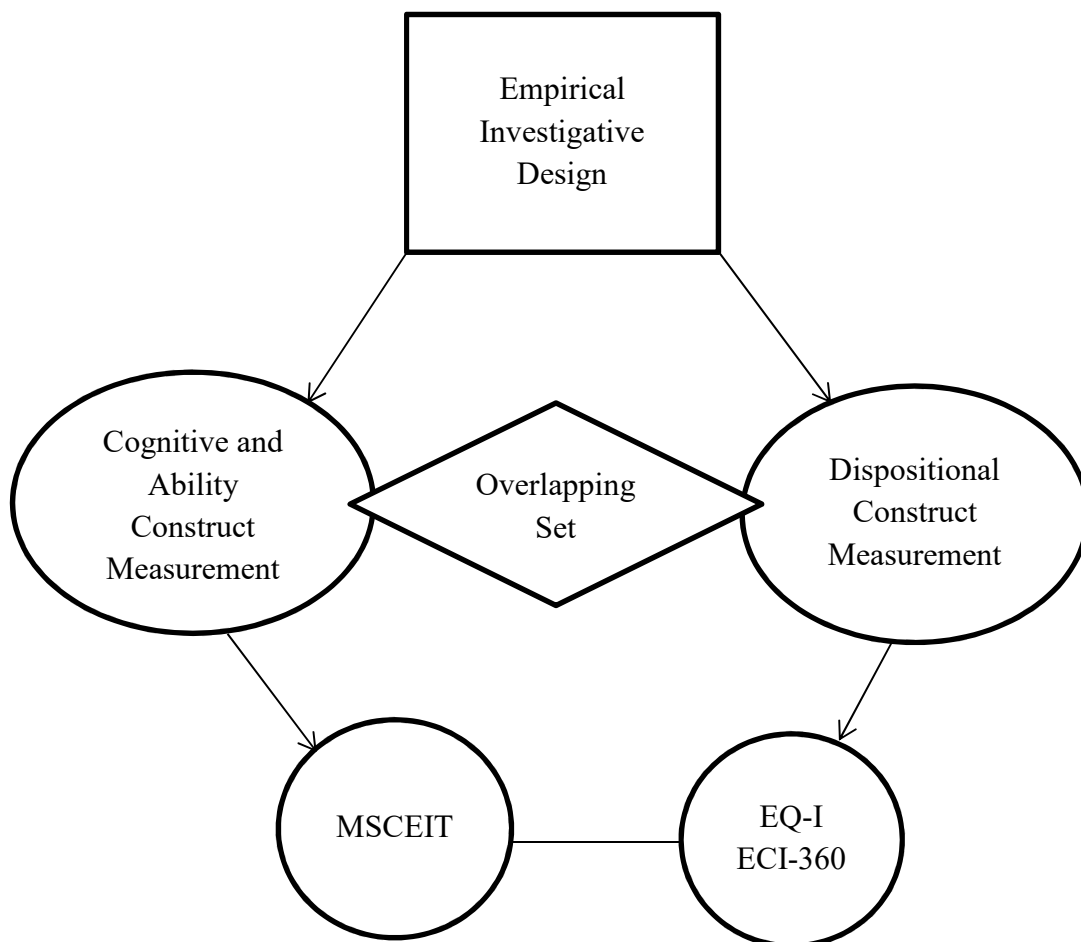 Empirical
Investigative
Design
Cognitive and
Ability
Construct
Measurement
Overlapping
Set
Dispositional
Construct
Measurement
MSCEIT
EQ-I
ECI-360